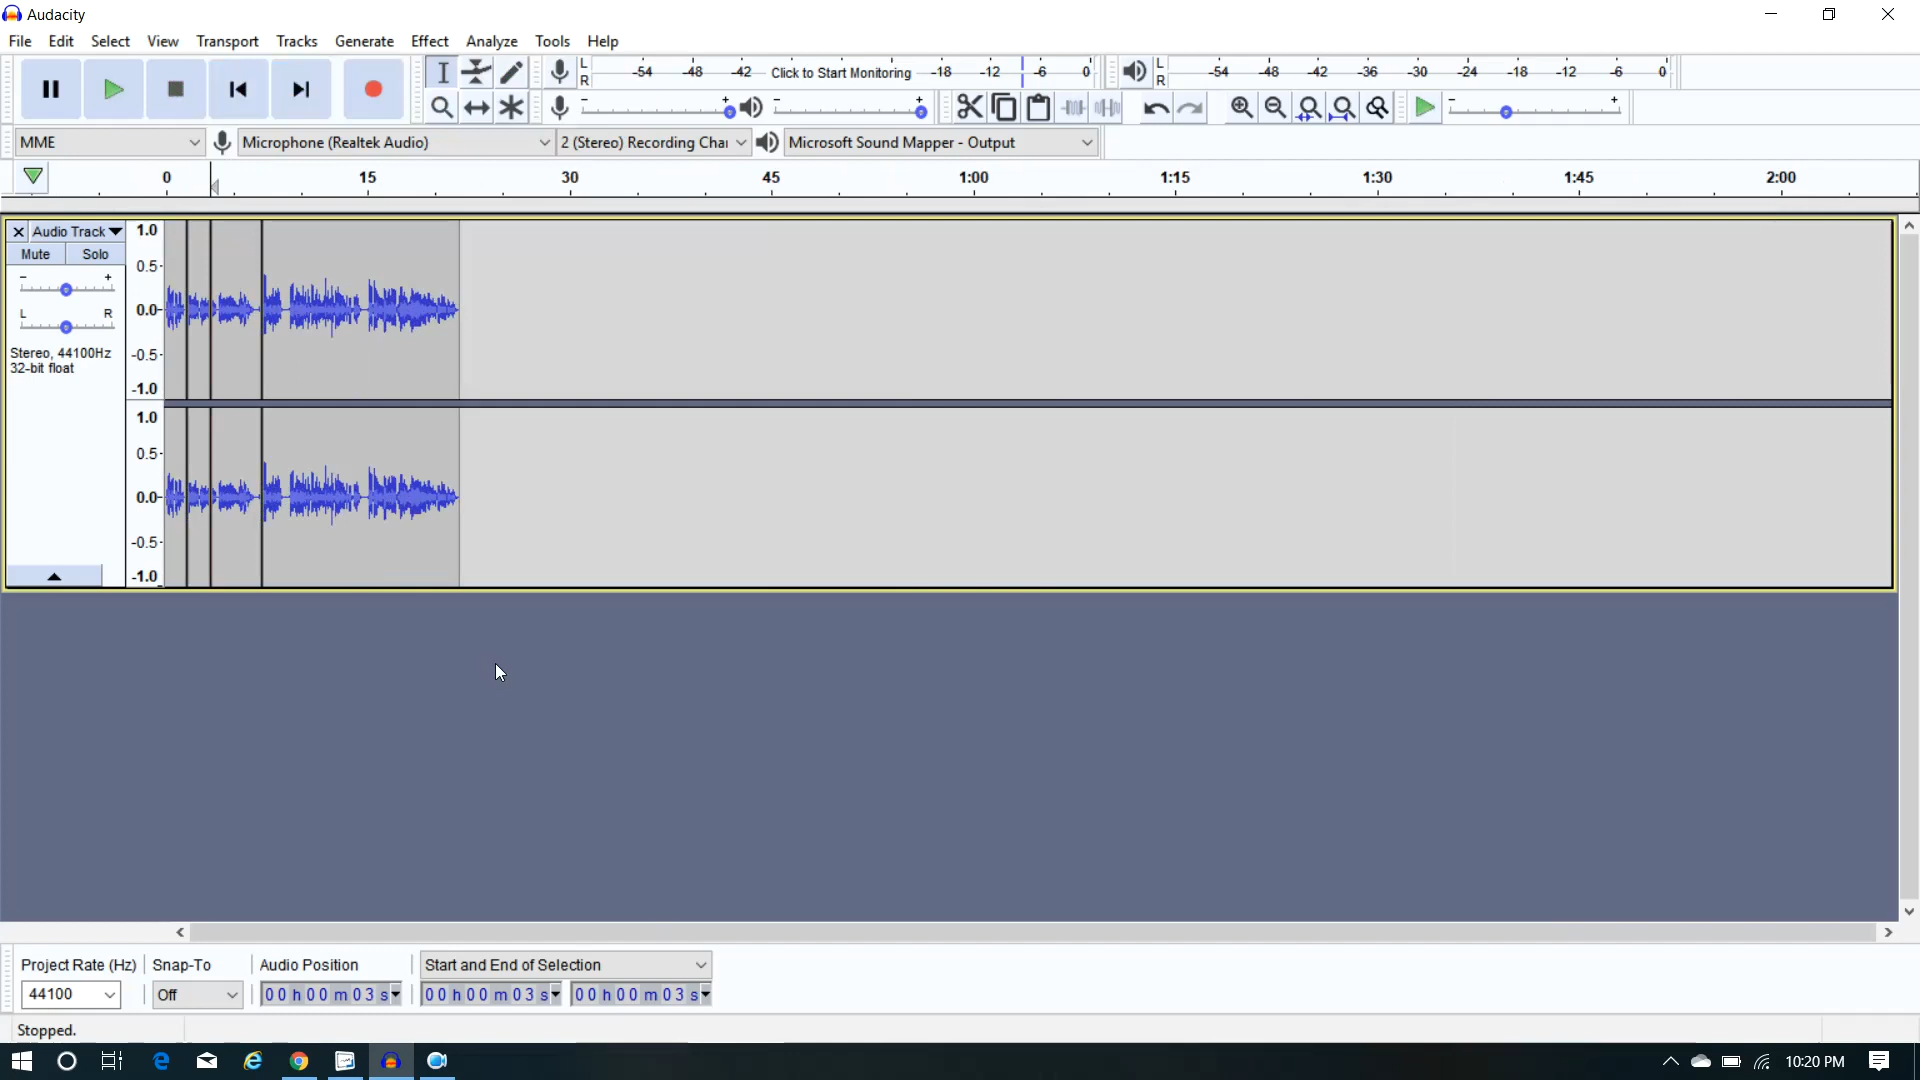 Audacity
File Edit Select View Transport Tracks Generate Effect Analyze Tools Help
L R -54 -48 -42 Click to Start Monitoring -18 -12 -6 0 L R -54 -48 -42 -36 -30 -24 -18 -12 -6 0
- + - + - +
MME Microphone (Realtek Audio) 2 (Stereo) Recording Chai Microsoft Sound Mapper - Output
0 15 30 45 1:00 1:15 1:30 1:45 2:00
Audio Track 1.0
Mute Solo
0.5
- +
0.0
L R
Stereo, 44100Hz -0.5
32-bit float
-1.0
1.0
0.5
0.0
-0.5
-1.0
Project Rate (Hz) Snap-To Audio Position Start and End of Selection
44100 Off 00 h 00 m 03 s 00 h 00 m 03 s 00 h 00 m 03 s
Stopped.
10:20 PM